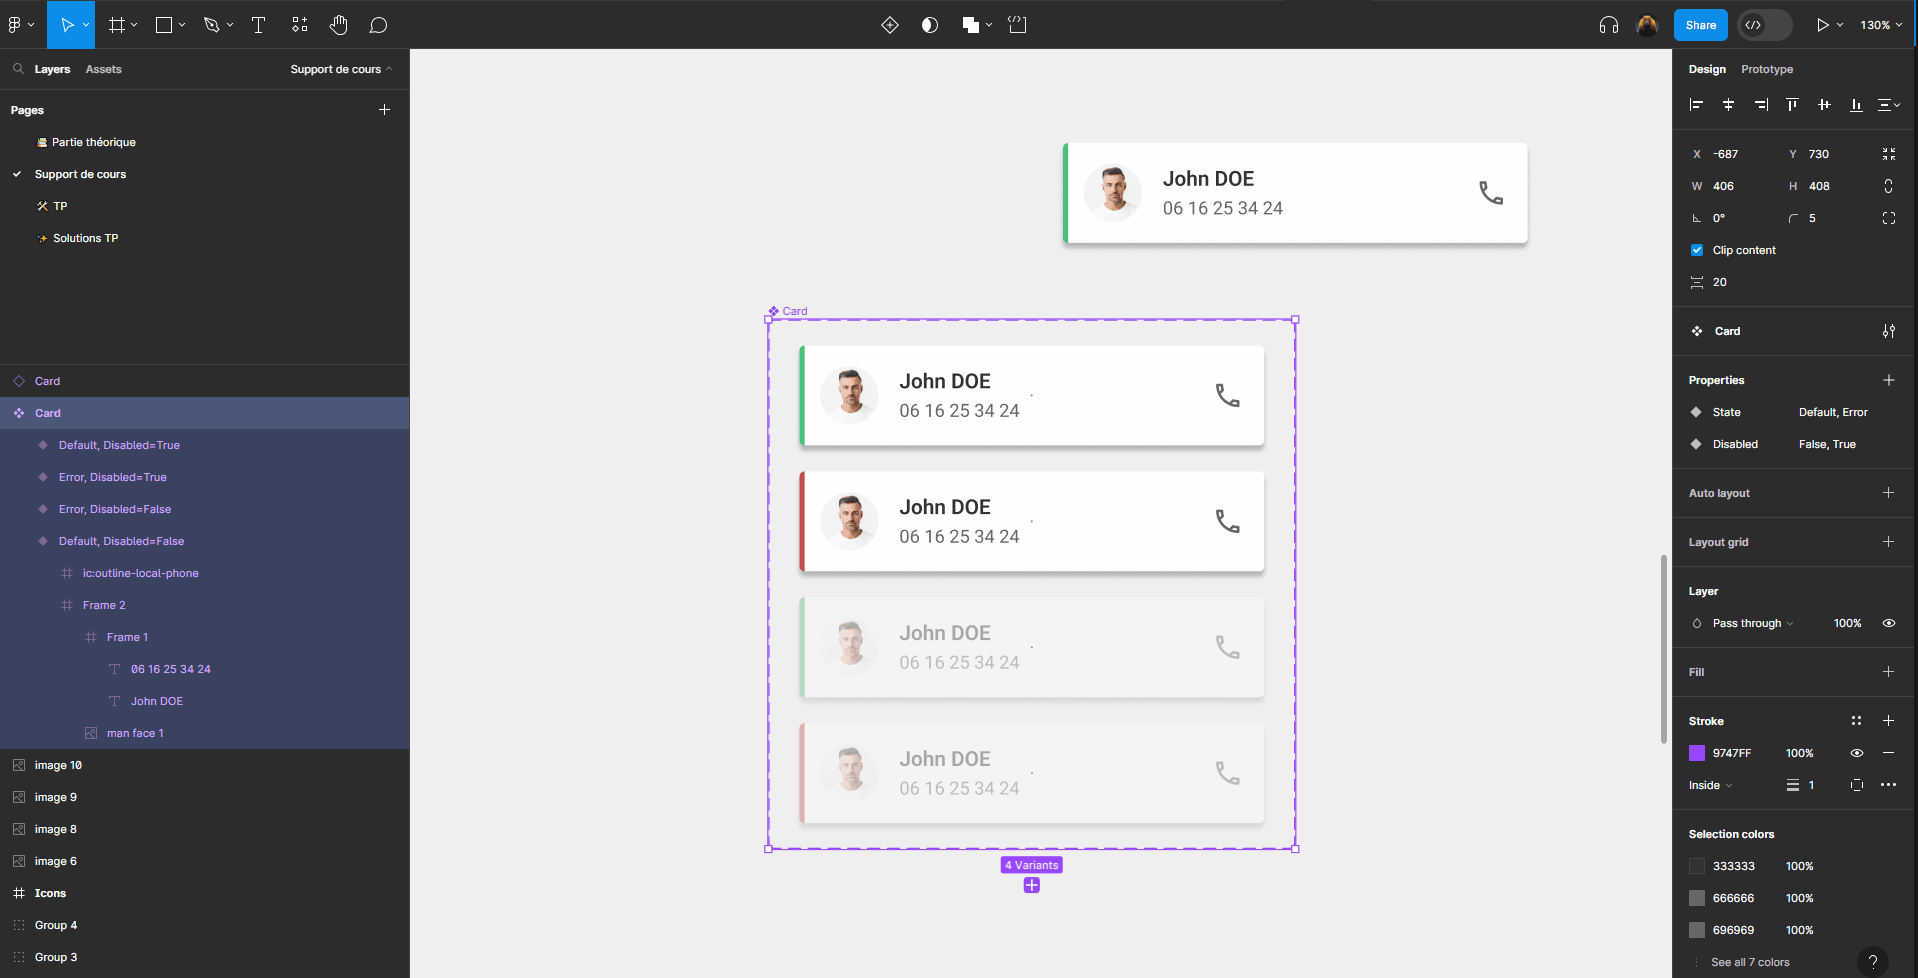 Share
130%
Layers
Assets
Support de cours
Pages
Partie théorique
Support de cours
TP
Solutions TP
Card
Card
Default, Disabled=True
Error, Disabled=True
Error, Disabled=False
Default, Disabled=False
ic:outline-local-phone
Frame 2
Frame 1
06 16 25 34 24
John DOE
man face 1
image 10
image 9
image 8
image 6
Icons
Group 4
Group 3
John DOE
06 16 25 34 24
Card
John DOE
06 16 25 34 24
John DOE
06 16 25 34 24
John DOE
06 16 25 34 24
John DOE
06 16 25 34 24
4 Variants
Design Prototype
X -687 Y 730
W 406 H 408
0° 5
Clip content
20
Card
Properties
State Default, Error
Disabled False, True
Auto layout
Layout grid
Layer
Pass through 100%
Fill
Stroke
9747FF 100%
Inside 1
Selection colors
333333 100%
666666 100%
696969 100%
See all 7 colors
?